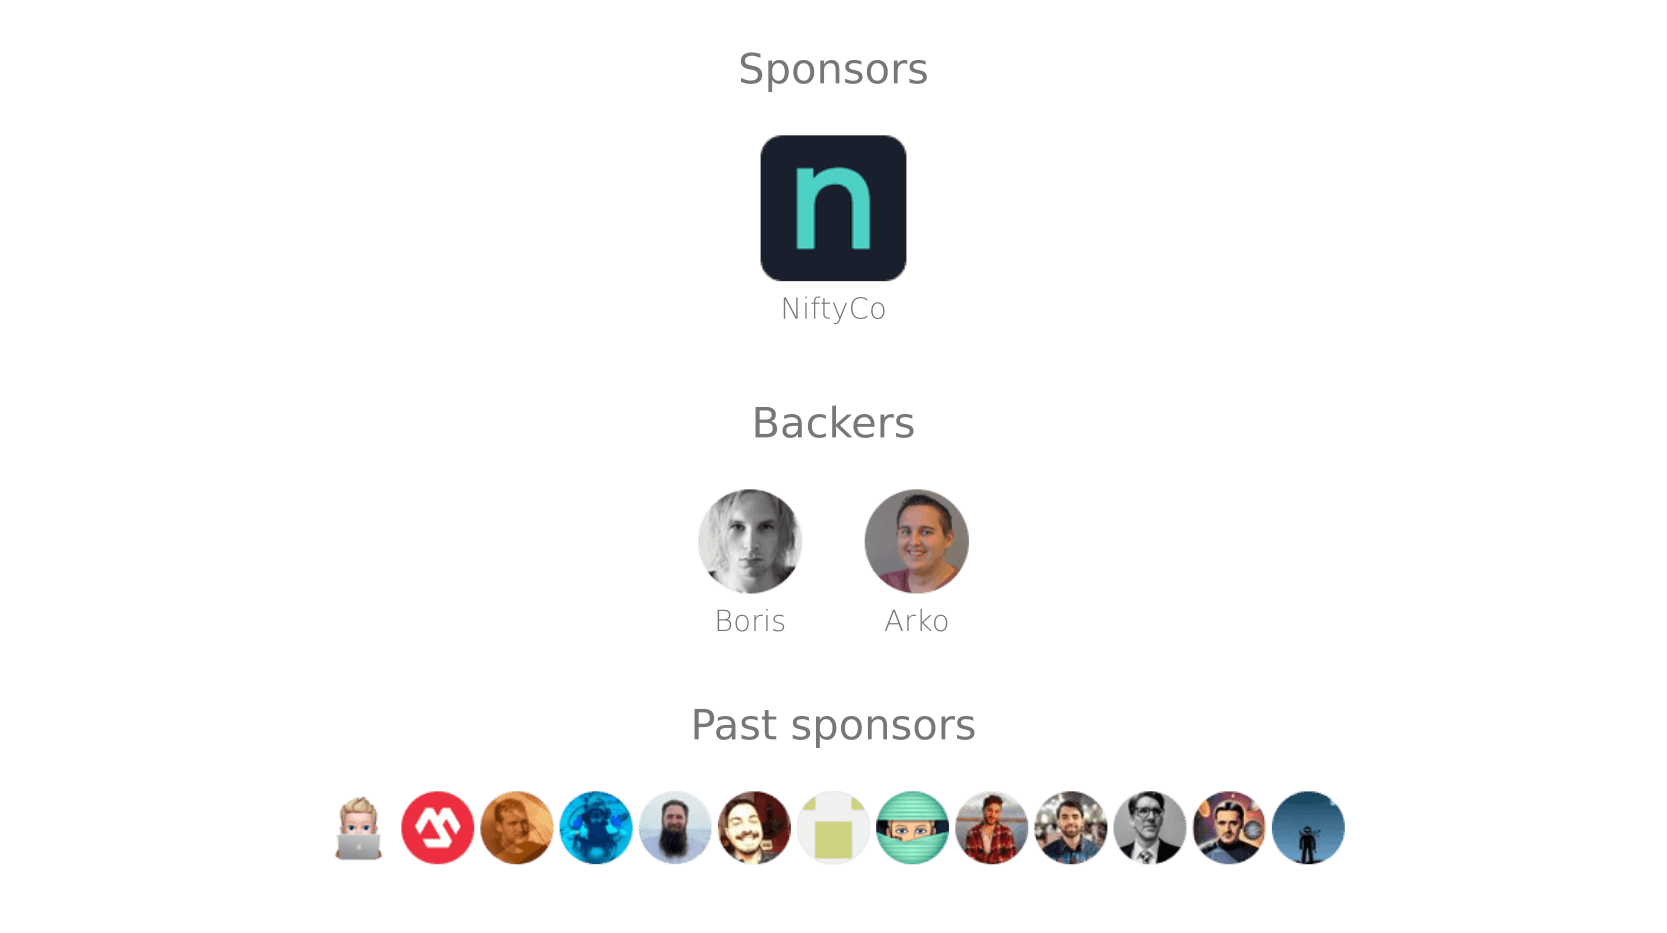 Sponsors
n
NiftyCo
Backers
Boris
Arko
Past sponsors